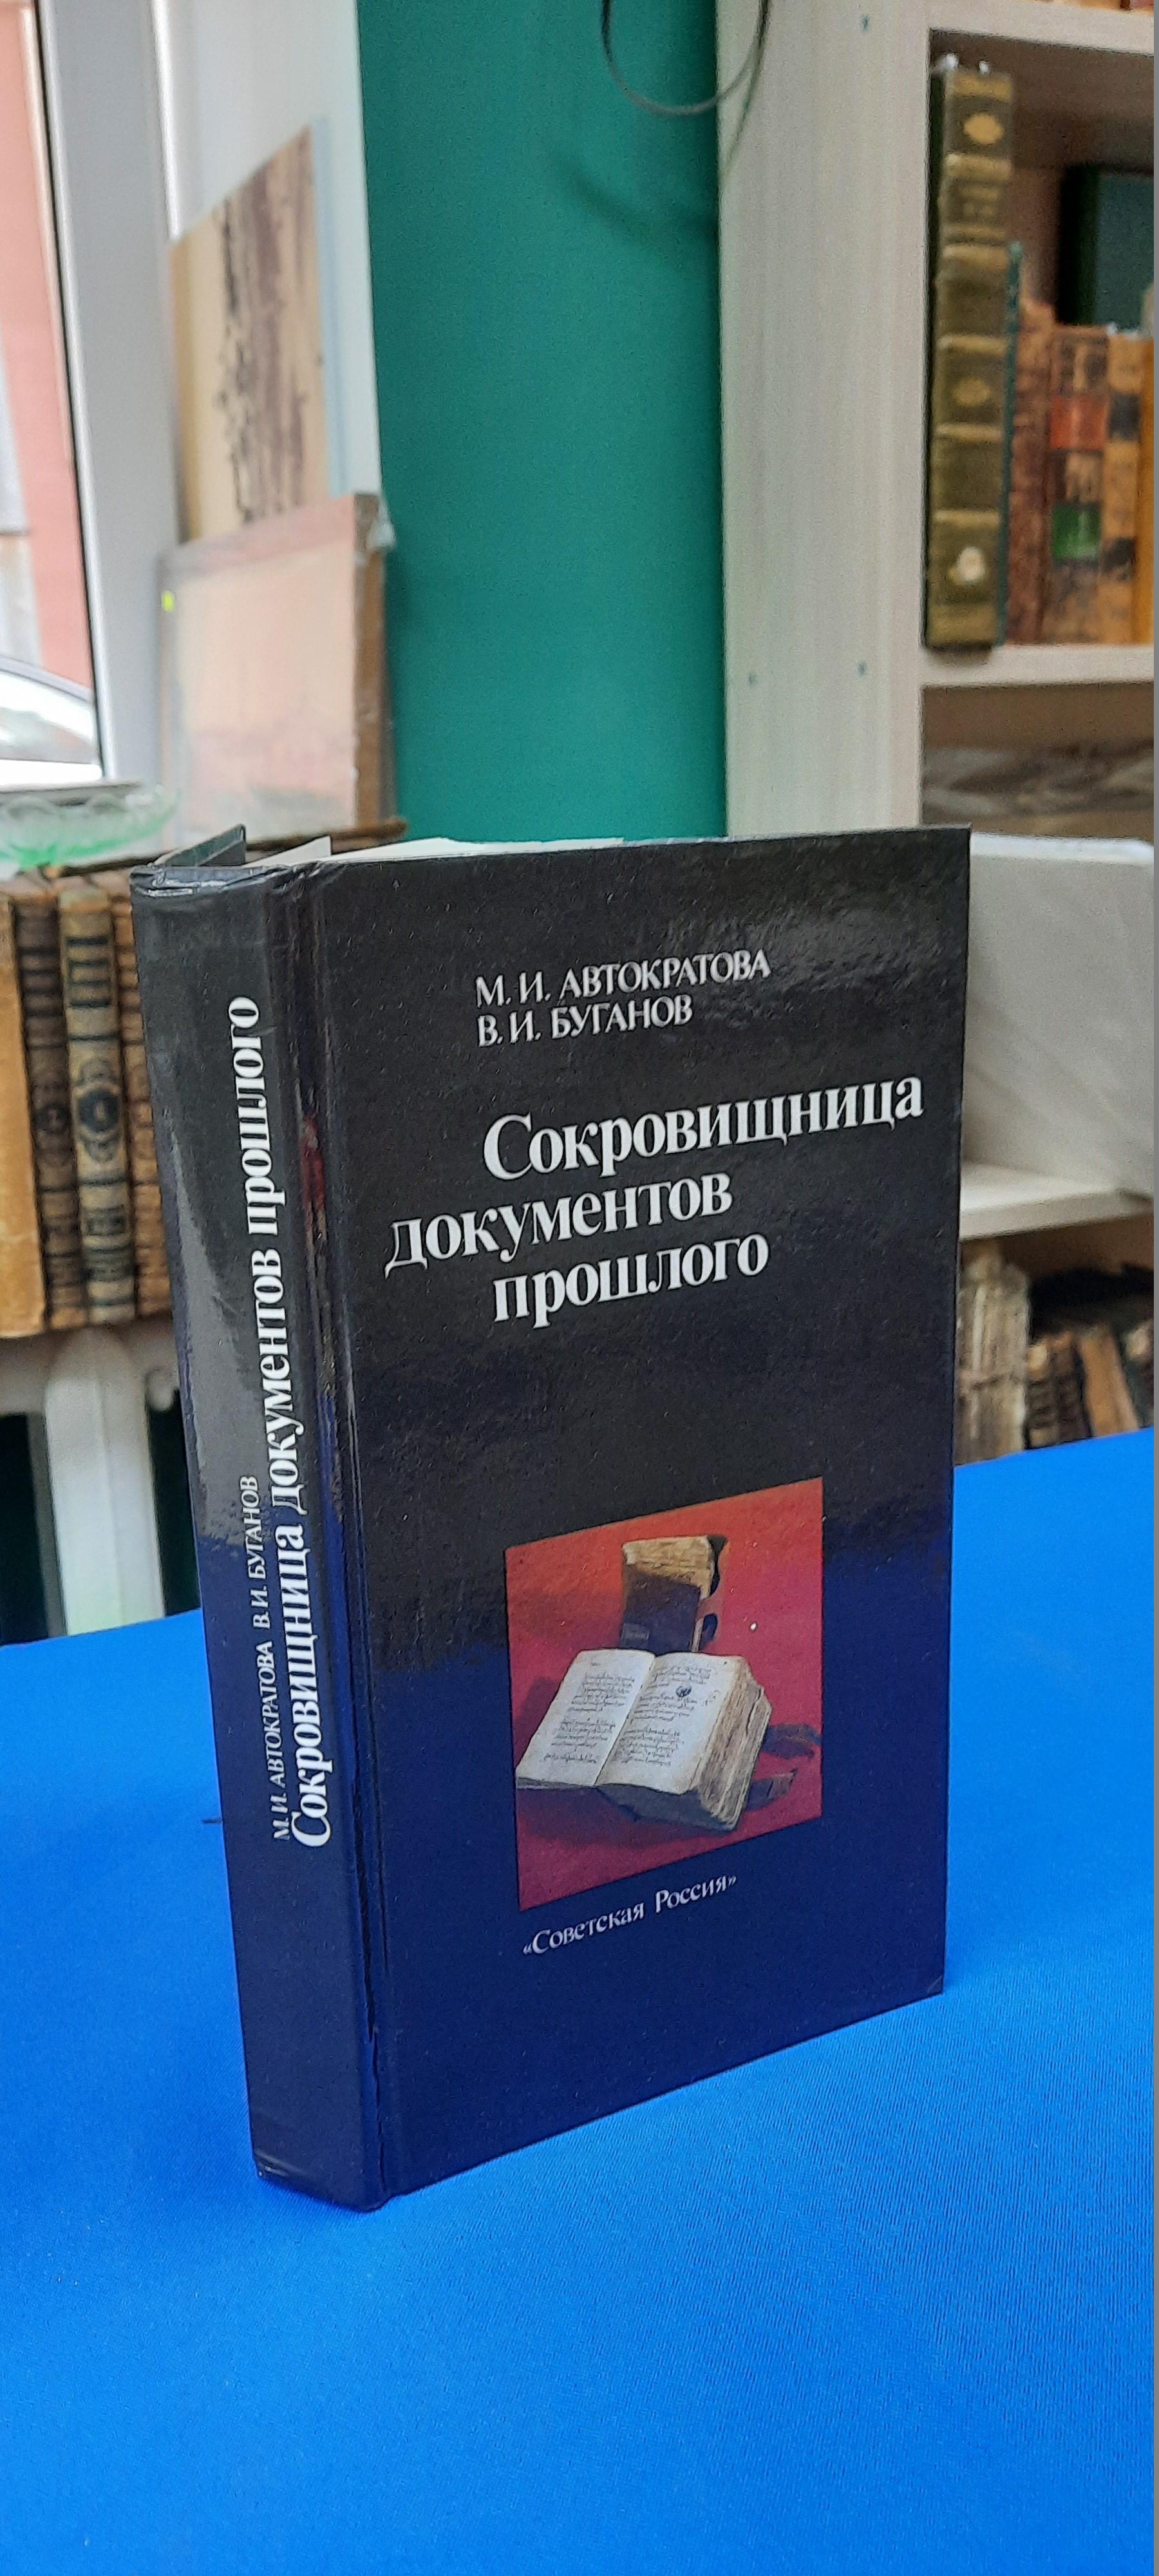 М. И. АВТОКРАТОВА
В. И. БУГАНОВ
Сокровищница
документов
прошлого
«Советская Россия»
М. И. АВТОКРАТОВА В. И. БУГАНОВ
Сокровищница документов прошлого